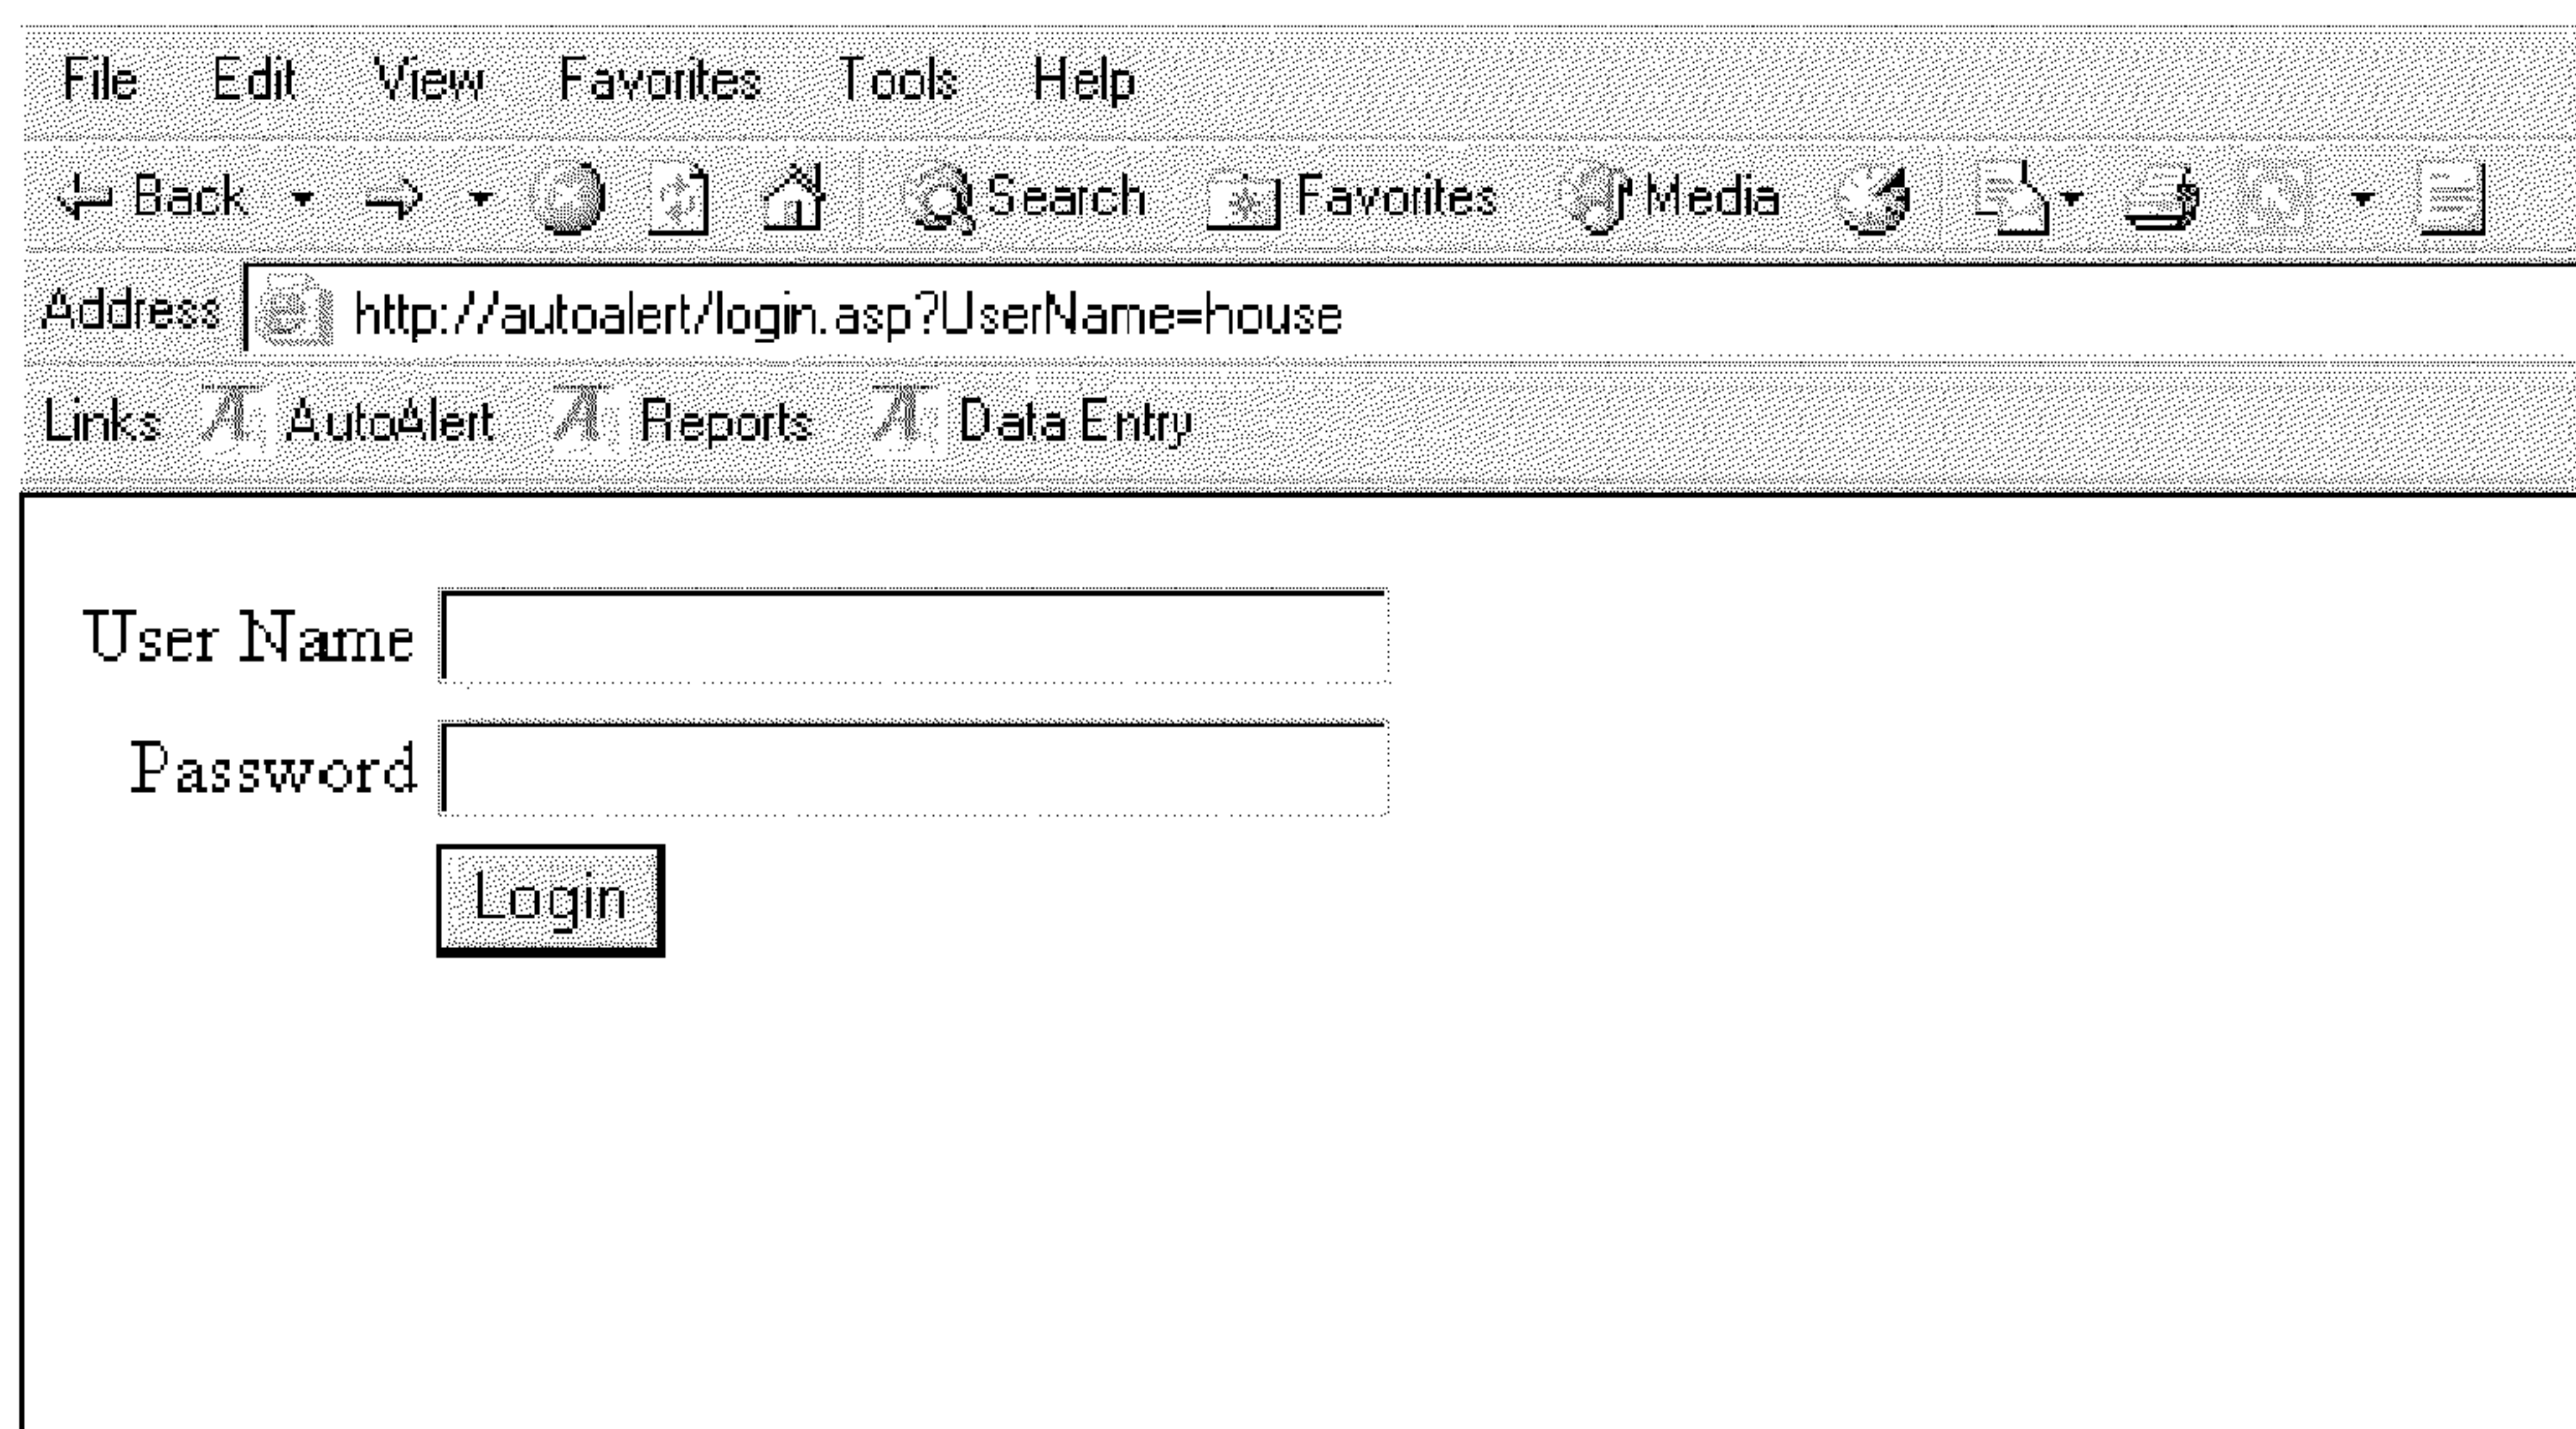 File Edit View Favorites Tools Help
Back Search Favorites Media
Address http://autoalert/login.asp?UserName=house
Links AutoAlert Reports Data Entry
User Name
Password
Login